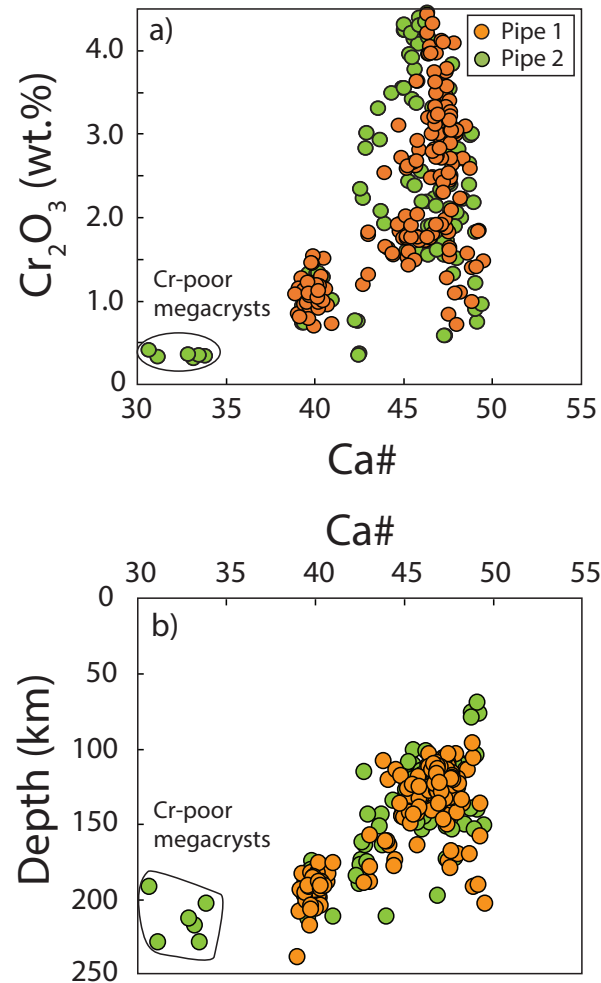 a)
Pipe 1
Pipe 2
Cr2O3 (wt.%)
4.0
3.0
2.0
1.0
0
Cr-poor
megacrysts
30 35 40 45 50 55
Ca#
Ca#
30 35 40 45 50 55
b)
Depth (km)
0
50
100
150
200
250
Cr-poor
megacrysts